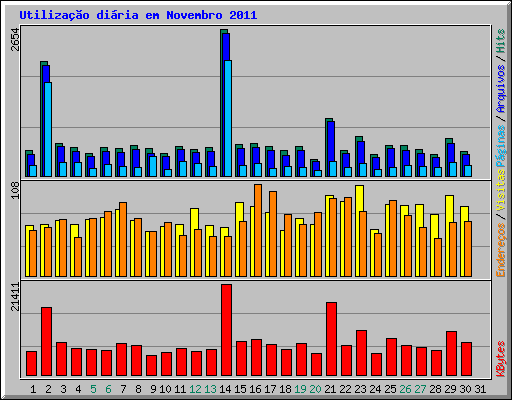 Utilização diária em Novembro 2011
2654
108
21411
Endereços / Visitas Páginas / Arquivos / Hits
KBytes
1 2 3 4 5 6 7 8 9 10 11 12 13 14 15 16 17 18 19 20 21 22 23 24 25 26 27 28 29 30 31